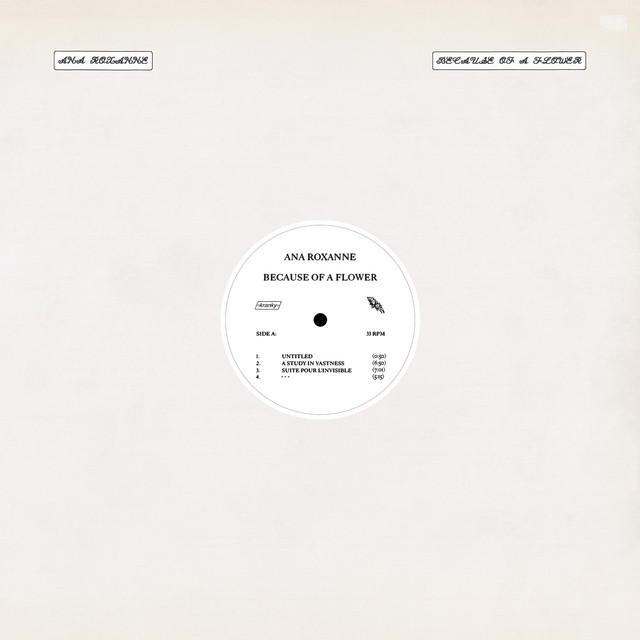 ANA ROXANNE
BECAUSE OF A FLOWER
ANA ROXANNE
BECAUSE OF A FLOWER
kranky
SIDE A:
33 RPM
1. UNTITLED (0:50)
2. A STUDY IN VASTNESS (6:50)
3. SUITE POUR L'INVISIBLE (7:01)
4. - - - (5:15)